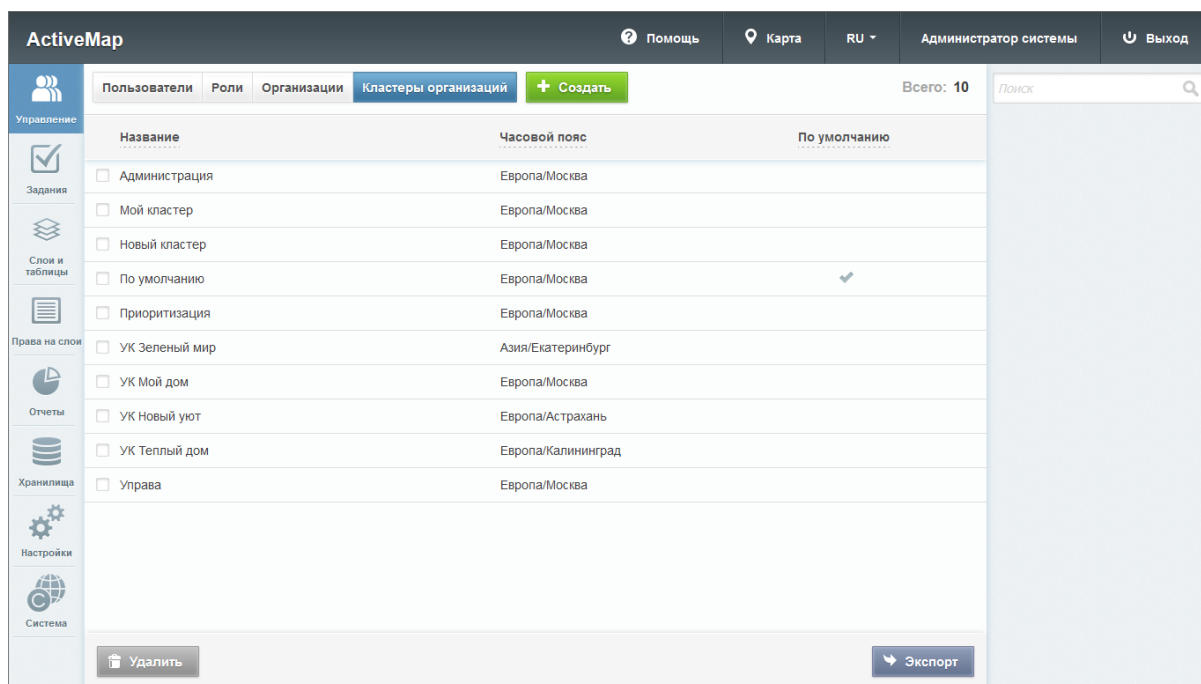 ActiveMap
Помощь
Карта
RU
Администратор системы
Выход
Управление
Задания
Слои и
таблицы
Права на слои
Отчеты
Хранилища
Настройки
Система
Пользователи Роли Организации Кластеры организаций Создать Всего: 10
Поиск
Название Часовой пояс По умолчанию
Администрация Европа/Москва
Мой кластер Европа/Москва
Новый кластер Европа/Москва
По умолчанию Европа/Москва
Приоритизация Европа/Москва
УК Зеленый мир Азия/Екатеринбург
УК Мой дом Европа/Москва
УК Новый уют Европа/Астрахань
УК Теплый дом Европа/Калининград
Управа Европа/Москва
Удалить Экспорт